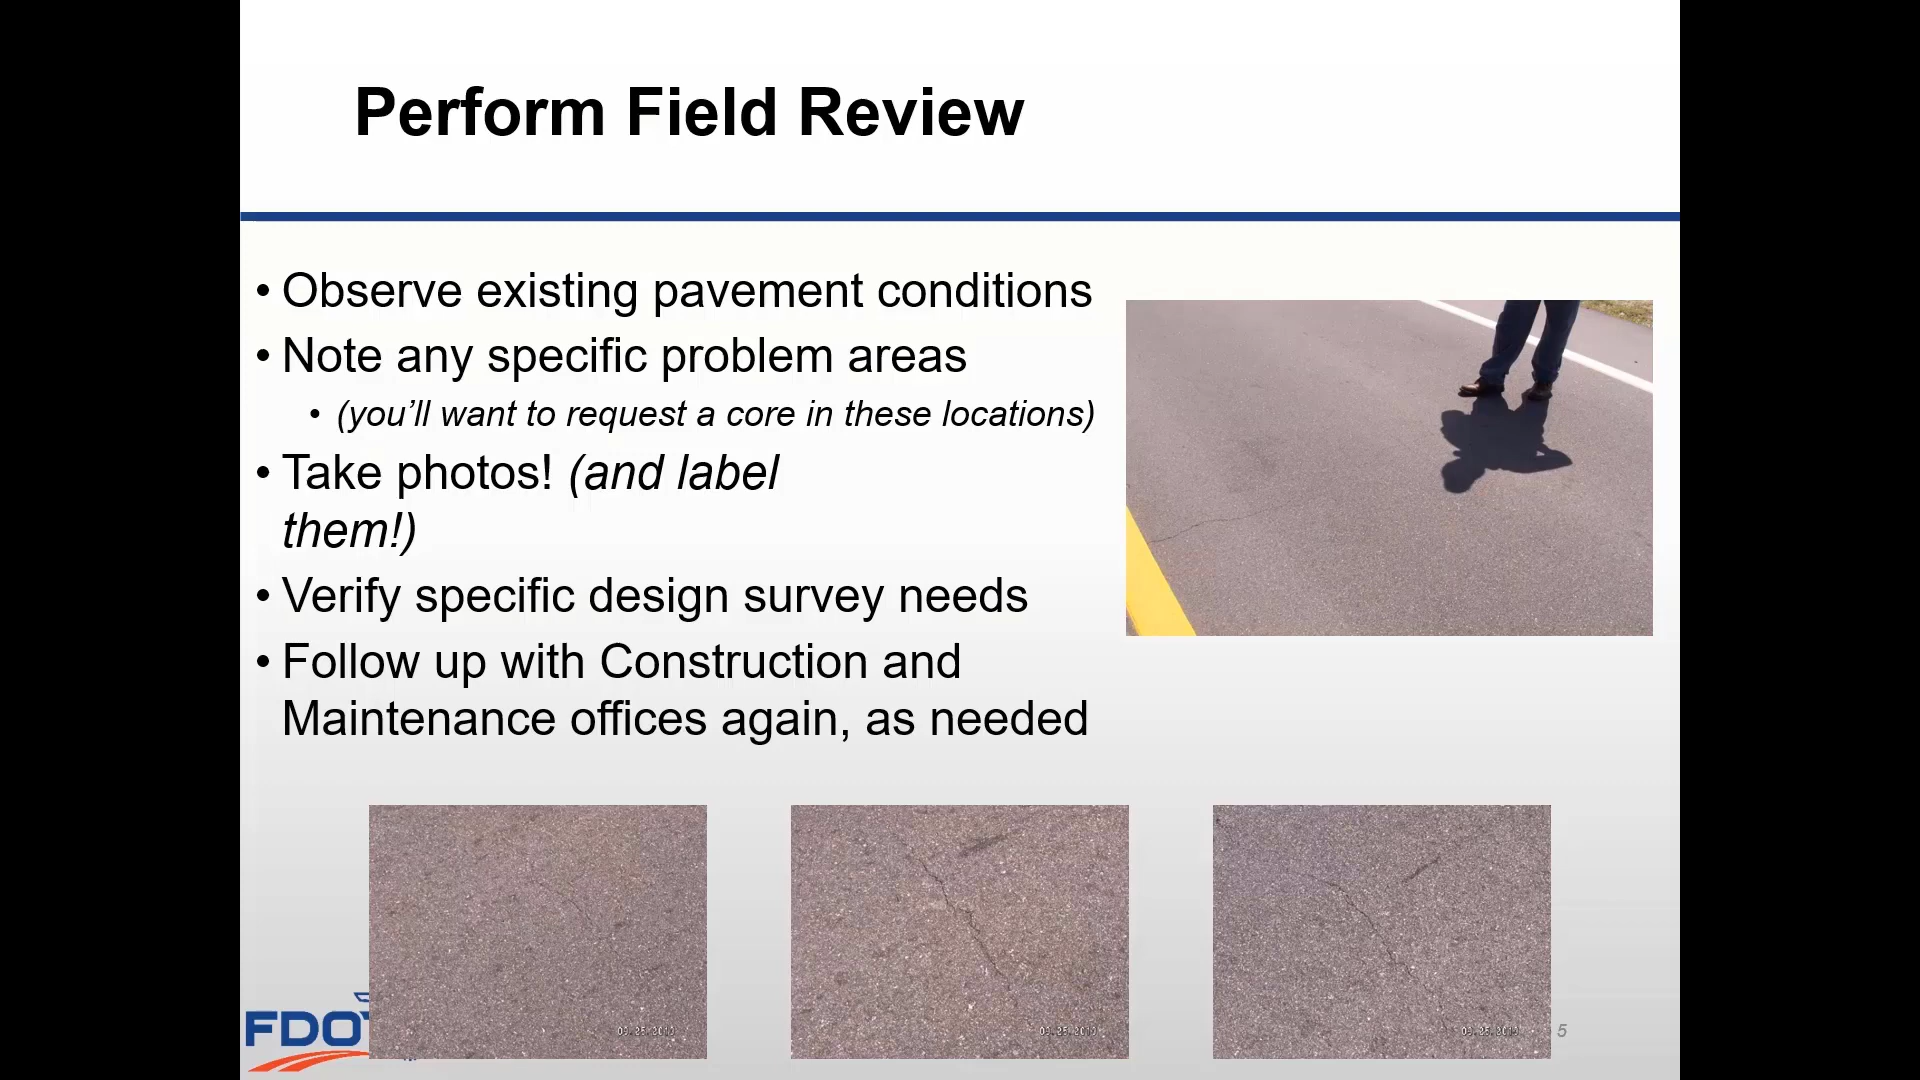 Perform Field Review
• Observe existing pavement conditions
• Note any specific problem areas
• (you’ll want to request a core in these locations)
• Take photos! (and label
them!)
• Verify specific design survey needs
• Follow up with Construction and
Maintenance offices again, as needed
FDOT
5